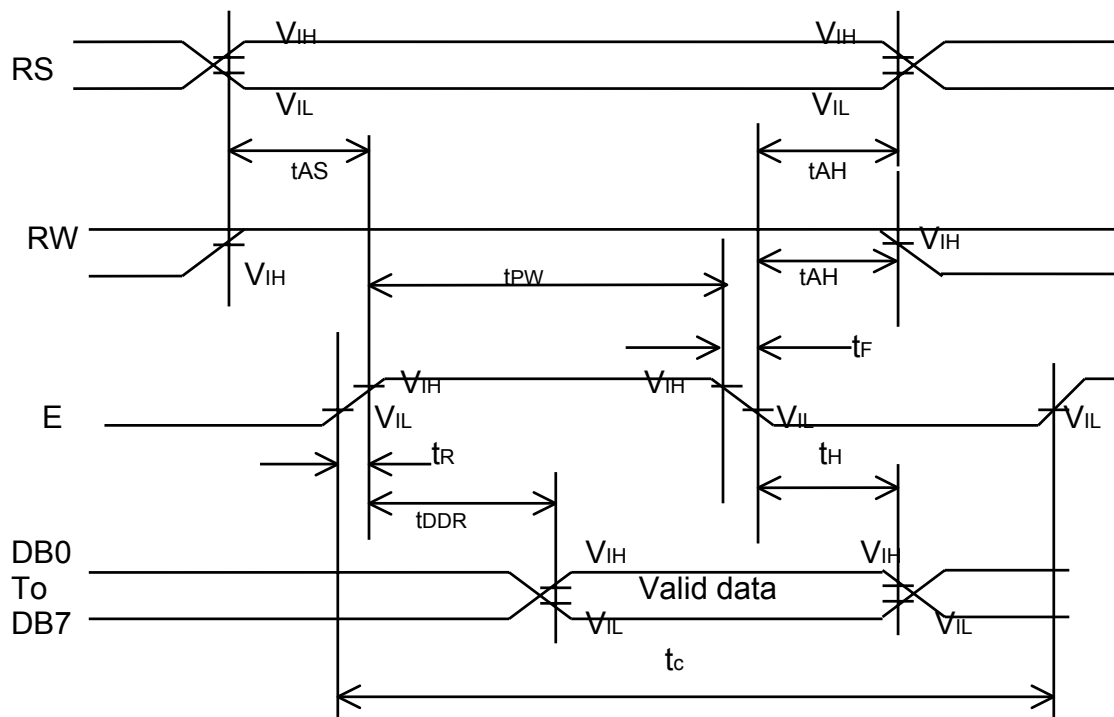 VIH VIH
RS
VIL VIL
tAS tAH
RW VIH
VIH tPW tAH
tF
VIH VIH
E VIL VIL VIL
tR tH
tDDR
DB0 VIH VIH
To Valid data
DB7 VIL VIL
tc